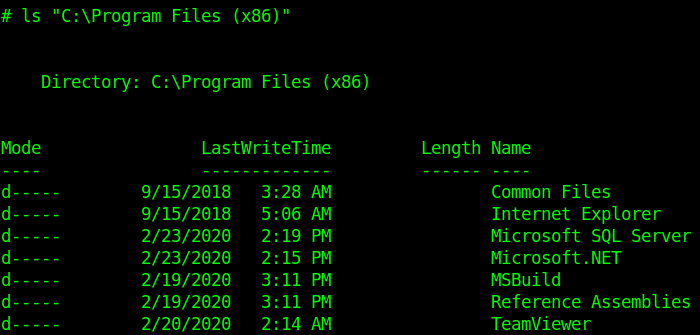 # ls "C:\Program Files (x86)"
    Directory: C:\Program Files (x86)
Mode                LastWriteTime         Length Name
----                -------------         ------ ----
d-----        9/15/2018   3:28 AM                Common Files
d-----        9/15/2018   5:06 AM                Internet Explorer
d-----        2/23/2020   2:19 PM                Microsoft SQL Server
d-----        2/23/2020   2:15 PM                Microsoft.NET
d-----        2/19/2020   3:11 PM                MSBuild
d-----        2/19/2020   3:11 PM                Reference Assemblies
d-----        2/20/2020   2:14 AM                TeamViewer